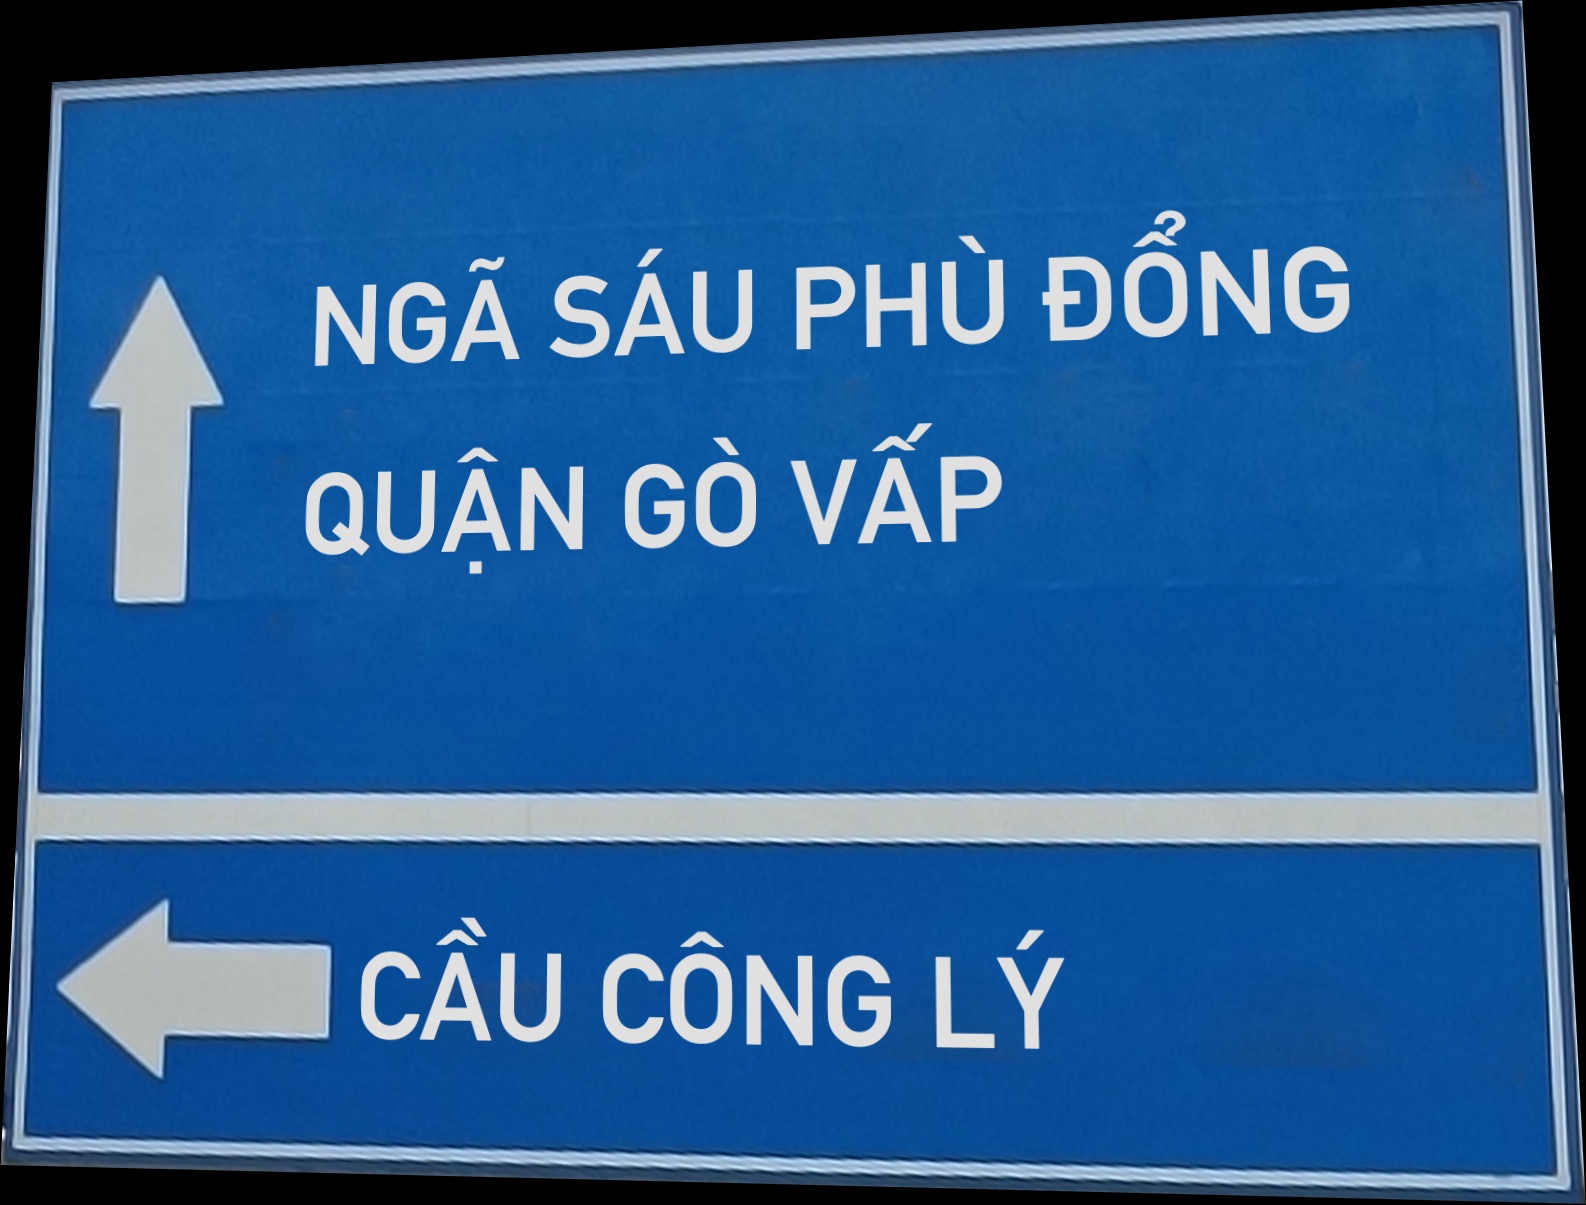 NGÃ SÁU PHÙ ĐỔNG
QUẬN GÒ VẤP
CẦU CÔNG LÝ